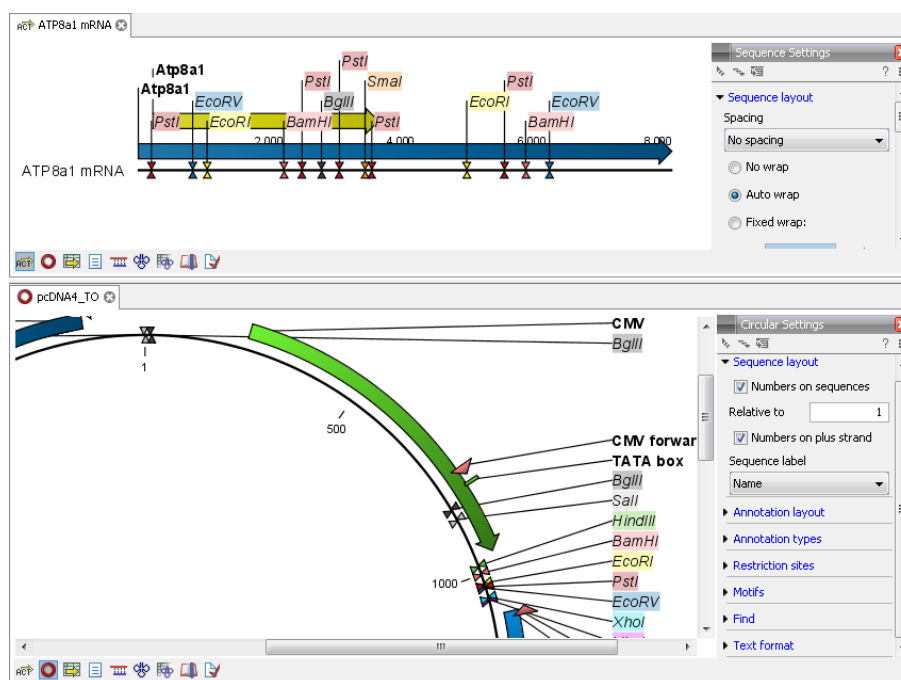 ATP8a1 mRNA
Sequence Settings
Atp8a1
Atp8a1
PstI
PstI
SmaI
PstI
EcoRV
BglII
EcoRI
EcoRV
PstI
EcoRI
BamHI
PstI
BamHI
2 000
4 000
6 000
8 000
ATP8a1 mRNA
?
Sequence layout
Spacing
No spacing
No wrap
Auto wrap
Fixed wrap:
pcDNA4_TO
Circular Settings
?
CMV
BglII
1
500
1000
CMV forwar
TATA box
BglII
SalI
HindIII
BamHI
EcoRI
PstI
EcoRV
XhoI
Sequence layout
Numbers on sequences
Relative to
1
Numbers on plus strand
Sequence label
Name
Annotation layout
Annotation types
Restriction sites
Motifs
Find
Text format